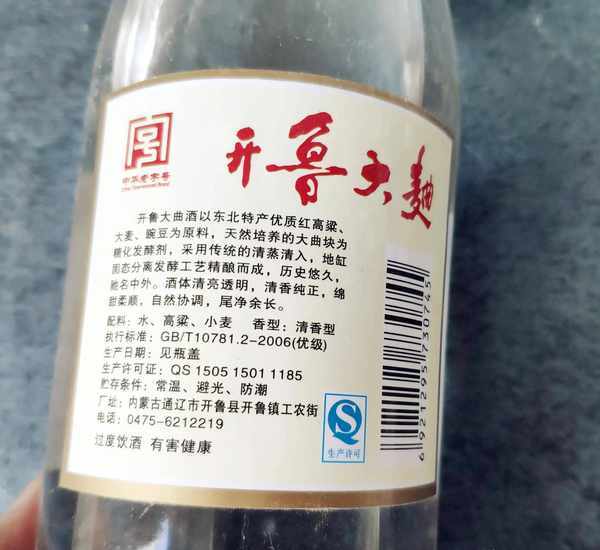 号
中华老字号
China Time-honored Brand
开鲁大麯
开鲁大曲酒以东北特产优质红高粱、
大麦、豌豆为原料，天然培养的大曲块为
糖化发酵剂，采用传统的清蒸清入，地缸
固态分离发酵工艺精酿而成，历史悠久，
驰名中外。酒体清亮透明，清香纯正，绵
甜柔顺，自然协调，尾净余长。
配料：水、高粱、小麦 香型：清香型
执行标准：GB/T10781.2-2006(优级)
生产日期：见瓶盖
生产许可证：QS 1505 1501 1185
贮存条件：常温、避光、防潮
厂址：内蒙古通辽市开鲁县开鲁镇工农街
电话：0475-6212219
过度饮酒 有害健康
QS
生产许可
6921295730745